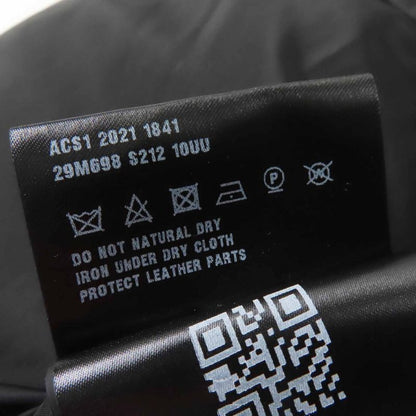 ACS1 2021 1841
29M698 S212 10UU
DO NOT NATURAL DRY
IRON UNDER DRY CLOTH
PROTECT LEATHER PARTS